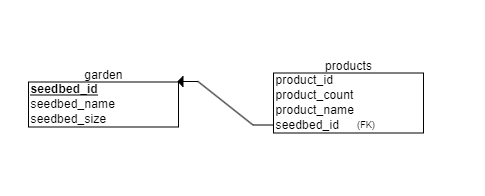 garden
seedbed_id
seedbed_name
seedbed_size
products
product_id
product_count
product_name
seedbed_id (FK)